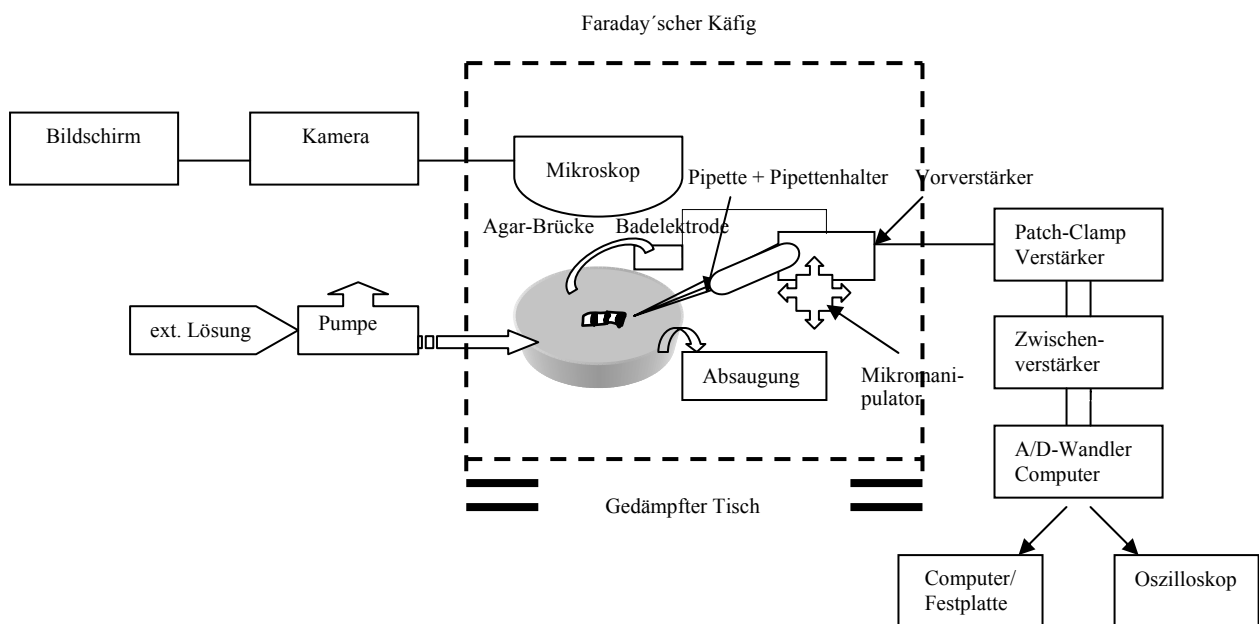 Faraday´scher Käfig
Bildschirm
Kamera
Mikroskop
Pipette + Pipettenhalter
Vorverstärker
Agar-Brücke
Badelektrode
Patch-Clamp
Verstärker
ext. Lösung
Pumpe
Absaugung
Mikromani-
pulator
Zwischen-
verstärker
A/D-Wandler
Computer
Gedämpfter Tisch
Computer/
Festplatte
Oszilloskop